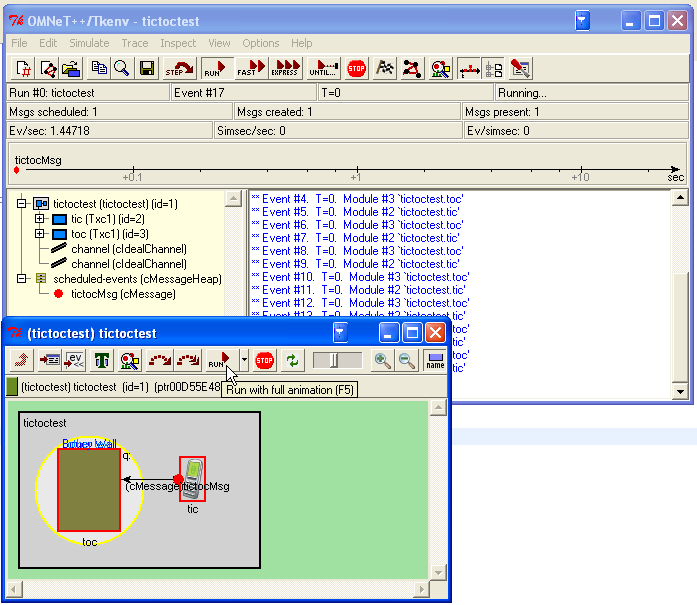 OMNeT++/Tkenv - tictoctest
File Edit Simulate Trace Inspect View Options Help
STEP RUN FAST EXPRESS UNTIL... STOP
Run #0: tictoctest Event #17 T=0 Running...
Msgs scheduled: 1 Msgs created: 1 Msgs present: 1
Ev/sec: 1.44718 Simsec/sec: 0 Ev/simsec: 0
tictocMsg
+0.1 +1 +10 sec
tictoctest (tictoctest) (id=1)
tic (Txc1) (id=2)
toc (Txc1) (id=3)
channel (cIdealChannel)
channel (cIdealChannel)
scheduled-events (cMessageHeap)
tictocMsg (cMessage)
** Event #4. T=0. Module #3 `tictoctest.toc'
** Event #5. T=0. Module #2 `tictoctest.tic'
** Event #6. T=0. Module #3 `tictoctest.toc'
** Event #7. T=0. Module #2 `tictoctest.tic'
** Event #8. T=0. Module #3 `tictoctest.toc'
** Event #9. T=0. Module #2 `tictoctest.tic'
** Event #10. T=0. Module #3 `tictoctest.toc'
** Event #11. T=0. Module #2 `tictoctest.tic'
** Event #12. T=0. Module #3 `tictoctest.toc'
** Event #13. T=0. Module #2 `tictoctest.tic'
(tictoctest) tictoctest
ev RUN STOP name
(tictoctest) tictoctest (id=1) (ptr00D55E48
Run with full animation (F5)
tictoctest
Wall
q:
(cMessage)tictocMsg
tic
toc